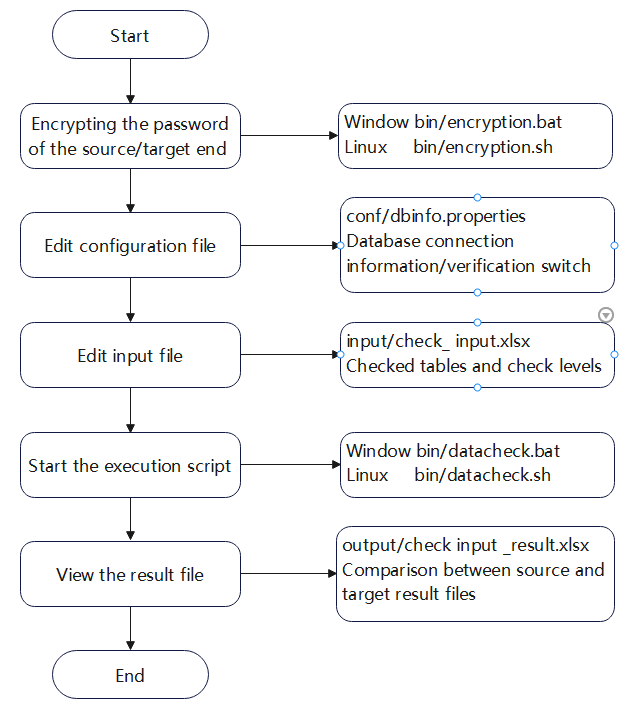 Start
Encrypting the password
of the source/target end
Window bin/encryption.bat
Linux bin/encryption.sh
Edit configuration file
conf/dbinfo.properties
Database connection
information/verification switch
Edit input file
input/check_ input.xlsx
Checked tables and check levels
Start the execution script
Window bin/datacheck.bat
Linux bin/datacheck.sh
View the result file
output/check input _result.xlsx
Comparison between source and
target result files
End